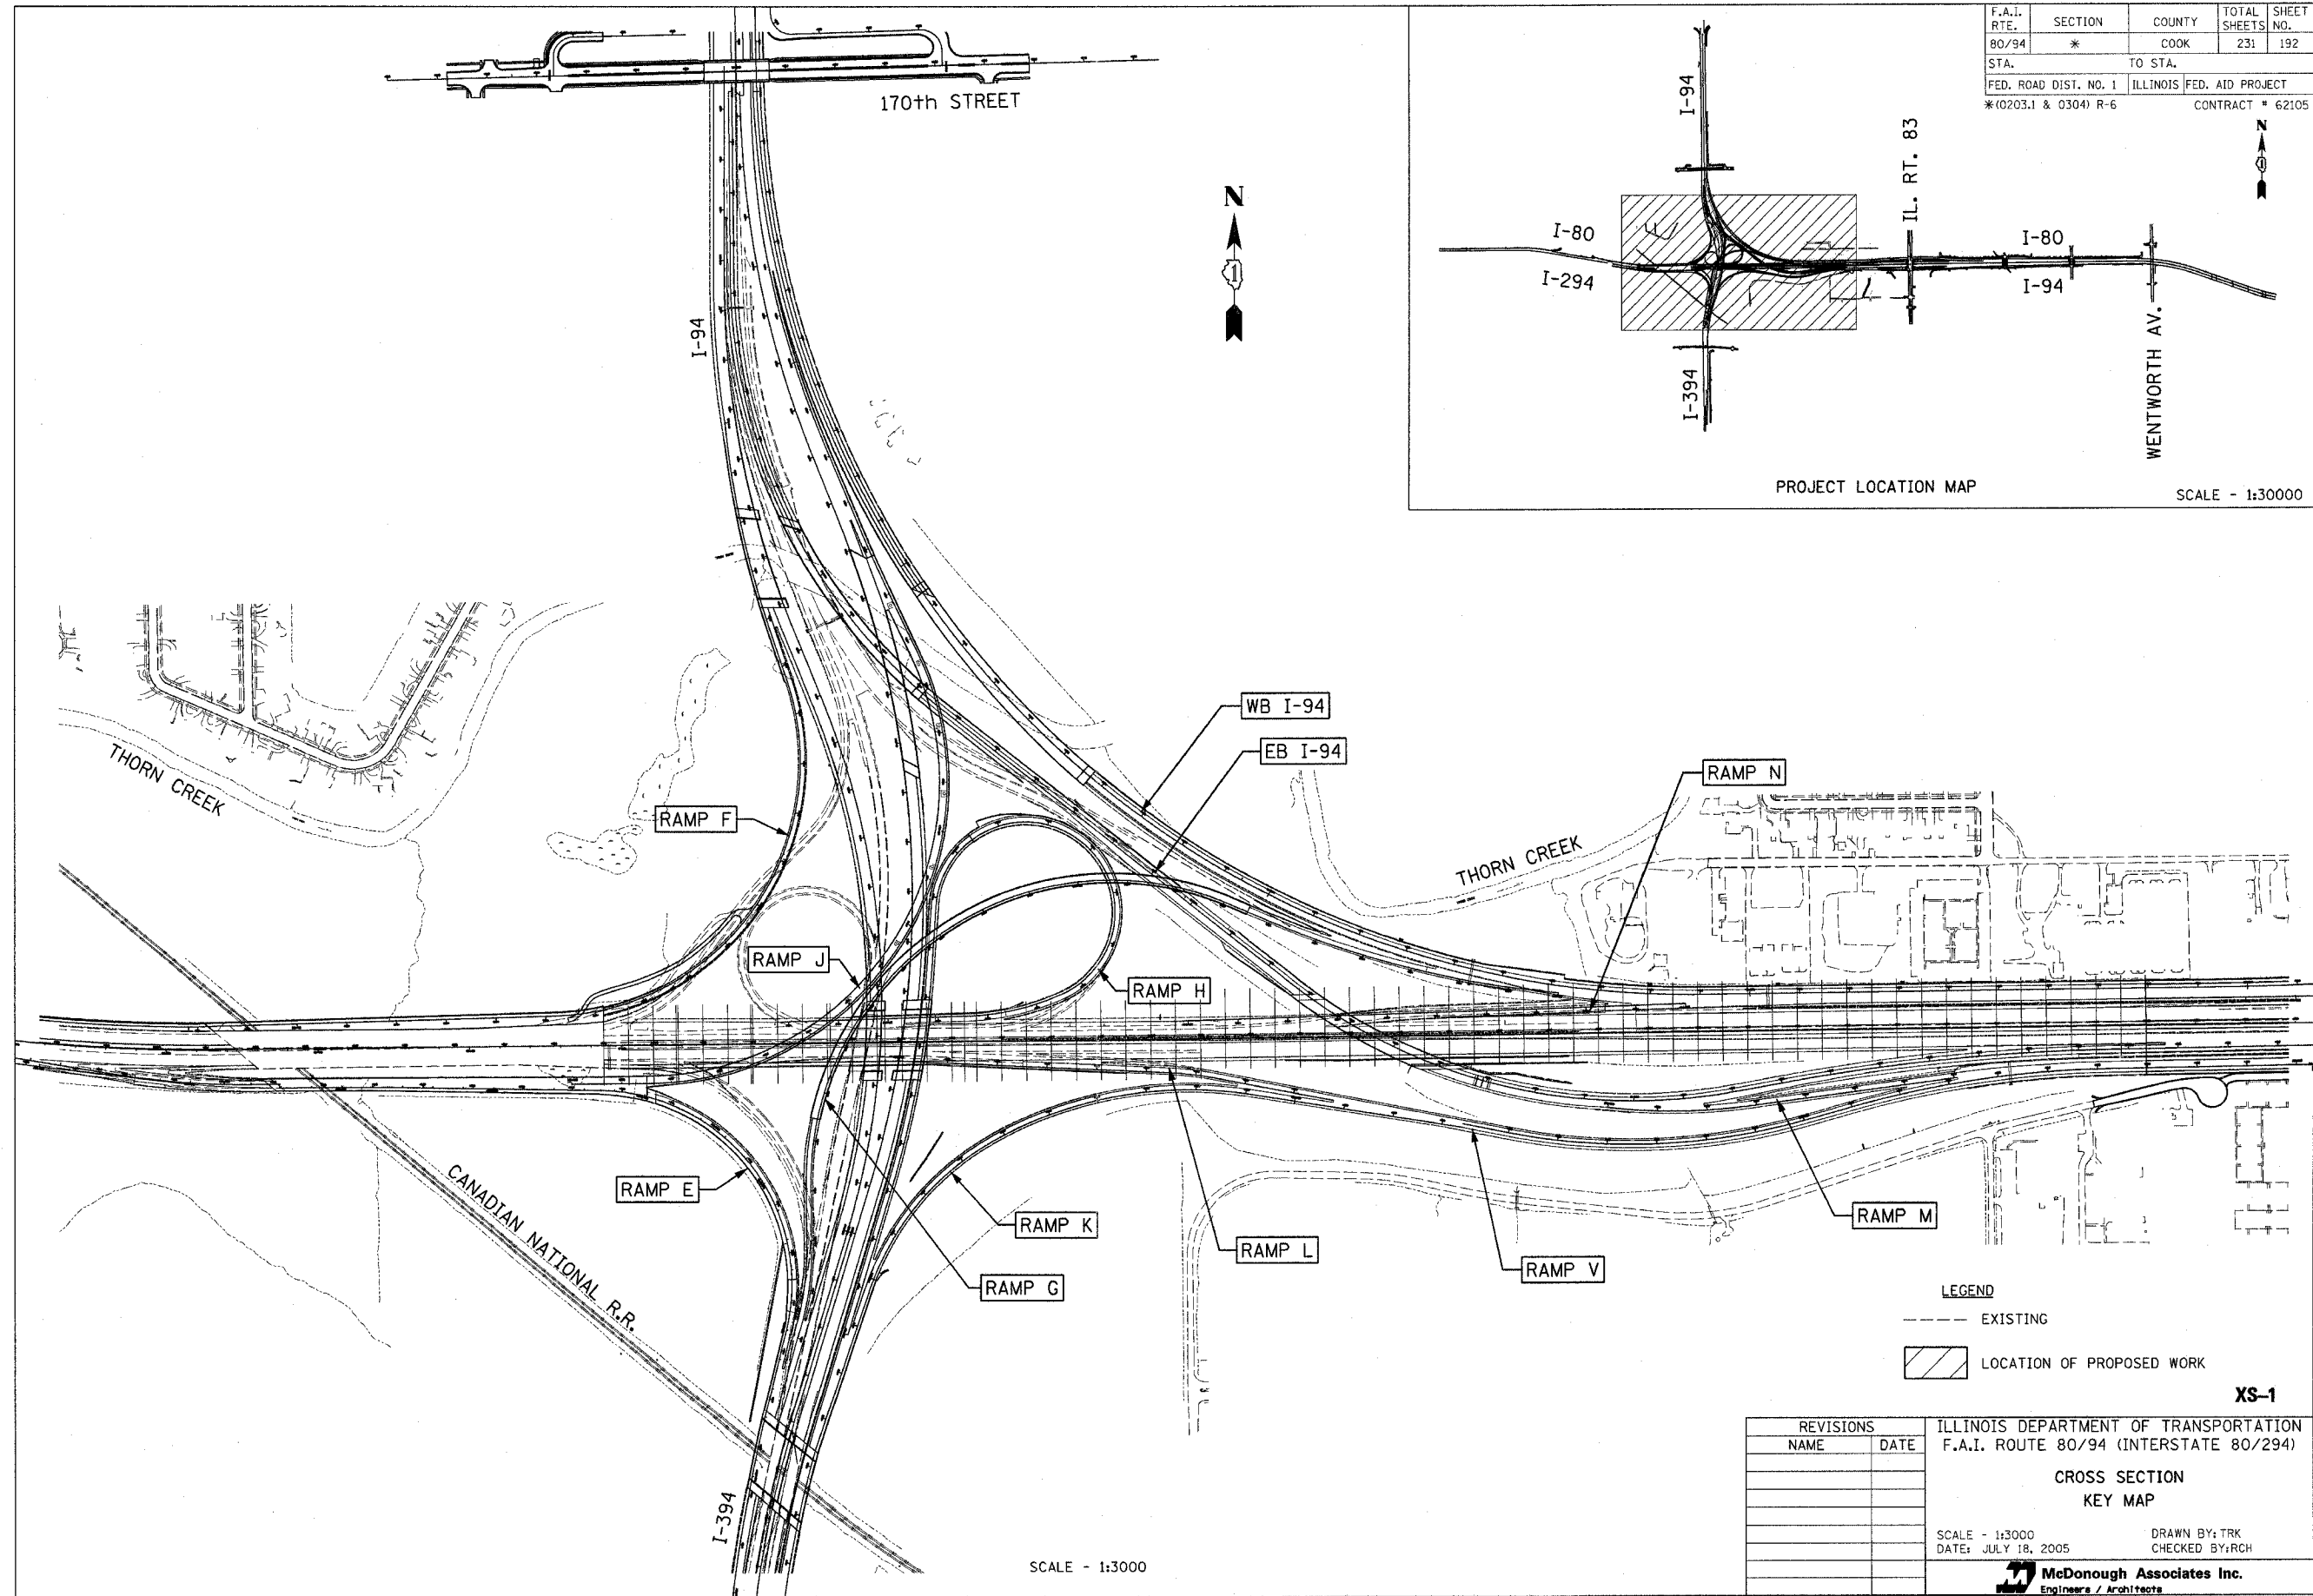 F.A.I. RTE. SECTION COUNTY TOTAL SHEETS SHEET NO.
80/94 * COOK 231 192
STA. TO STA.
FED. ROAD DIST. NO. 1 ILLINOIS FED. AID PROJECT
*(0203.1 & 0304) R-6 CONTRACT # 62105
170th STREET
N
1
I-94
I-94
IL. RT. 83
N
I-80
I-294
I-80
I-94
I-394
WENTWORTH AV.
PROJECT LOCATION MAP
SCALE - 1:30000
WB I-94
EB I-94
RAMP N
THORN CREEK
RAMP F
THORN CREEK
RAMP J
RAMP H
RAMP E
CANADIAN NATIONAL R.R.
RAMP K
RAMP L
RAMP G
RAMP V
RAMP M
I-394
SCALE - 1:3000
LEGEND
EXISTING
LOCATION OF PROPOSED WORK
XS-1
REVISIONS
NAME DATE
ILLINOIS DEPARTMENT OF TRANSPORTATION
F.A.I. ROUTE 80/94 (INTERSTATE 80/294)
CROSS SECTION
KEY MAP
SCALE - 1:3000 DRAWN BY: TRK
DATE: JULY 18, 2005 CHECKED BY:RCH
McDonough Associates Inc.
Engineers / Architects